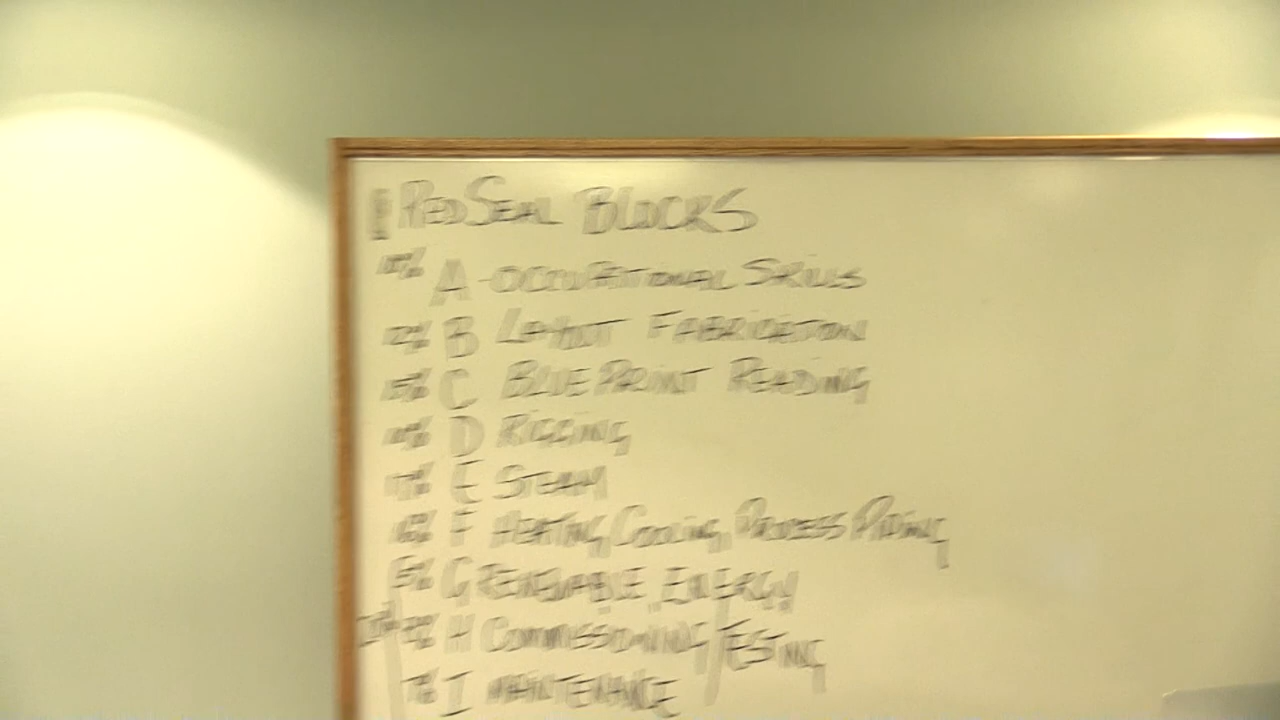 RED SEAL BLOCKS
A - OCCUPATIONAL SKILLS
B LAYOUT FABRICATION
C BLUE PRINT READING
D RIGGING
E STEAM
F HEATING, COOLING, PROCESS PIPING
5% G RENEWABLE ENERGY
H COMMISSIONING / TESTING
I MAINTENANCE